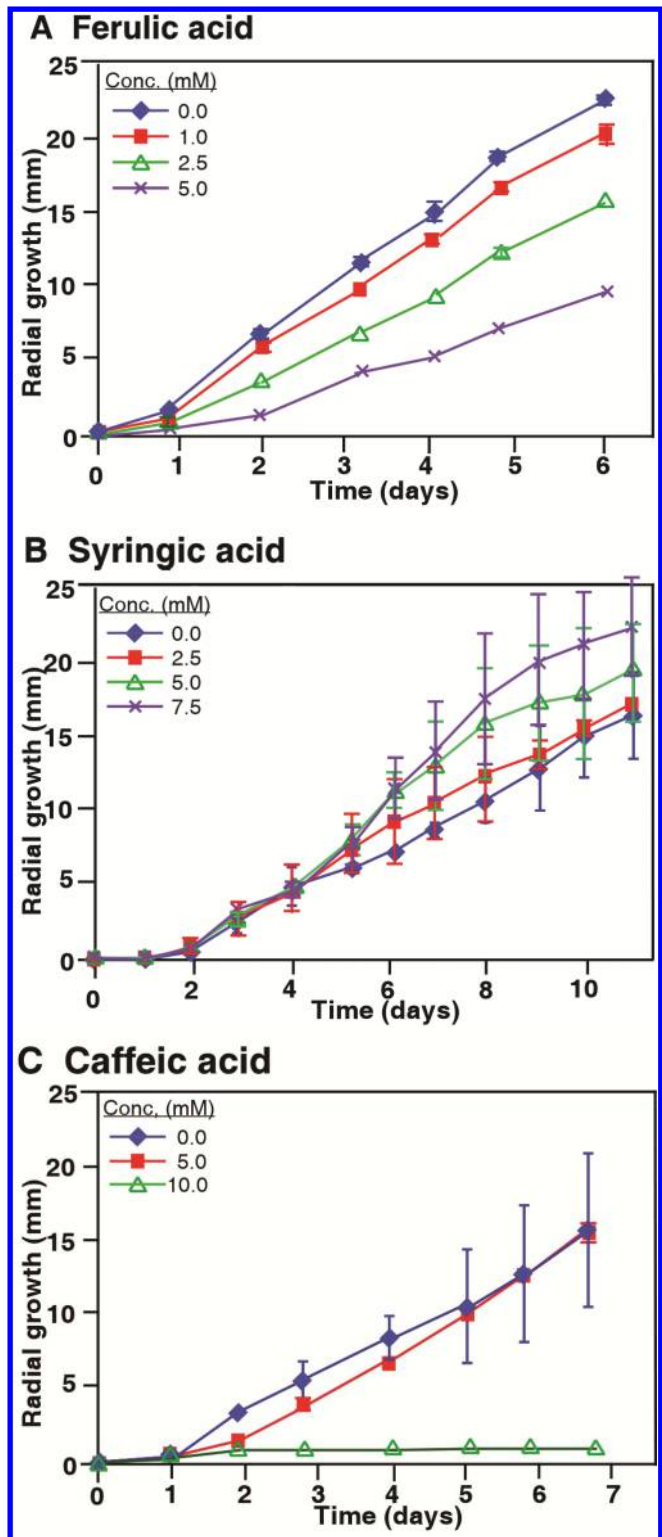 A Ferulic acid
25
Conc. (mM)
0.0
1.0
2.5
5.0
20
15
10
5
0
Radial growth (mm)
0 1 2 3 4 5 6
Time (days)
B Syringic acid
25
Conc. (mM)
0.0
2.5
5.0
7.5
20
15
10
5
0
Radial growth (mm)
0 2 4 6 8 10
Time (days)
C Caffeic acid
25
Conc, (mM)
0.0
5.0
10.0
20
15
10
5
0
Radial growth (mm)
0 1 2 3 4 5 6 7
Time (days)